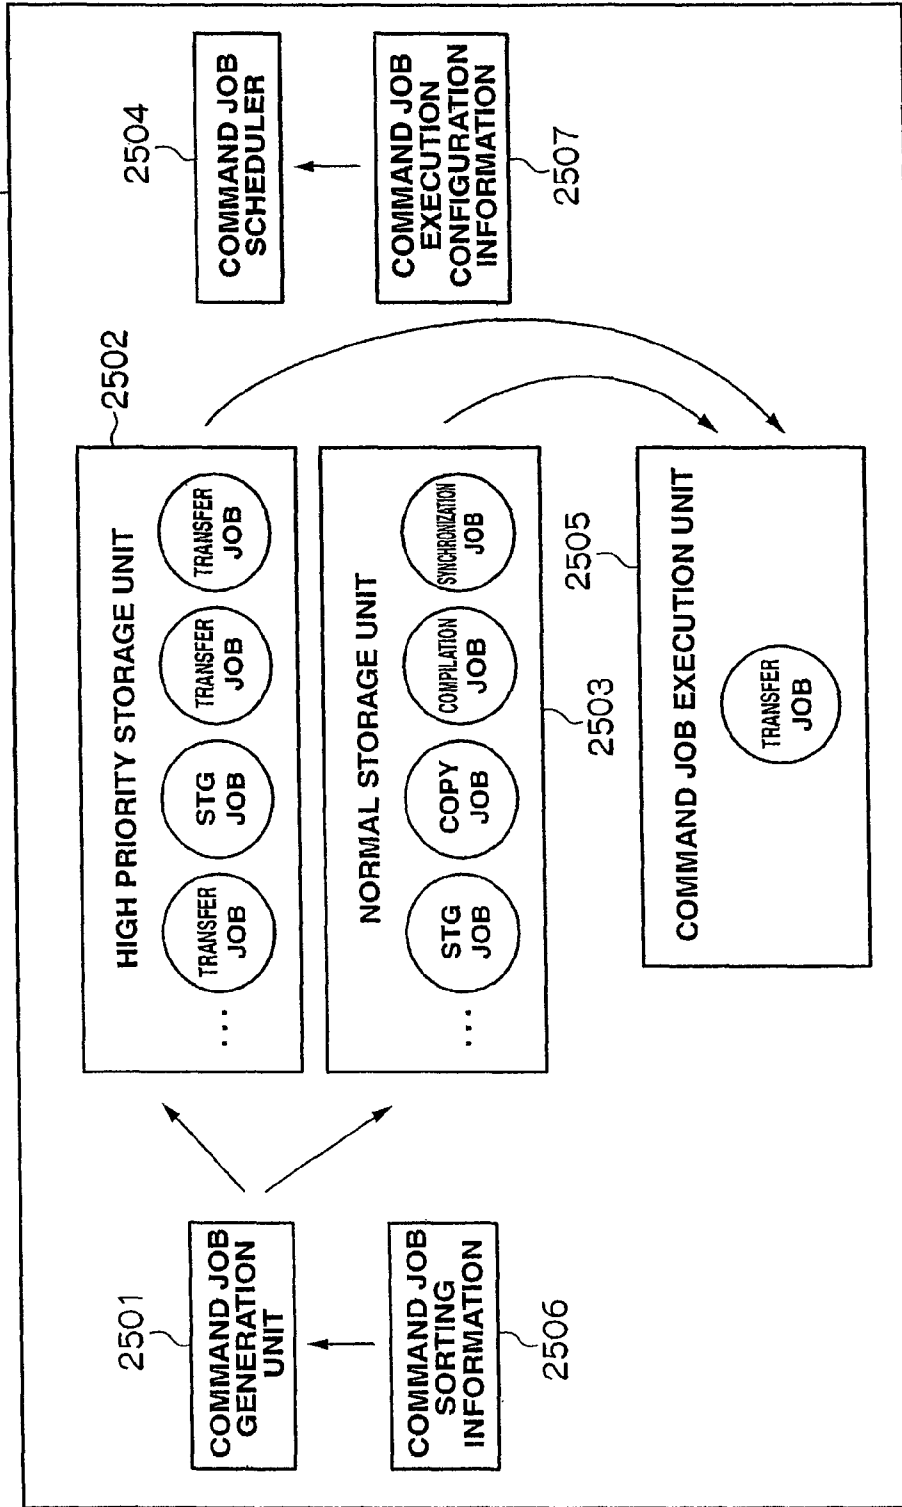 2501
COMMAND JOB
GENERATION
UNIT
COMMAND JOB
SORTING
INFORMATION
2506
2502
HIGH PRIORITY STORAGE UNIT
...
TRANSFER
JOB
STG
JOB
TRANSFER
JOB
TRANSFER
JOB
NORMAL STORAGE UNIT
...
STG
JOB
COPY
JOB
COMPILATION
JOB
SYNCHRONIZATION
JOB
2503
2505
COMMAND JOB EXECUTION UNIT
TRANSFER
JOB
2504
COMMAND JOB
SCHEDULER
COMMAND JOB
EXECUTION
CONFIGURATION
INFORMATION
2507